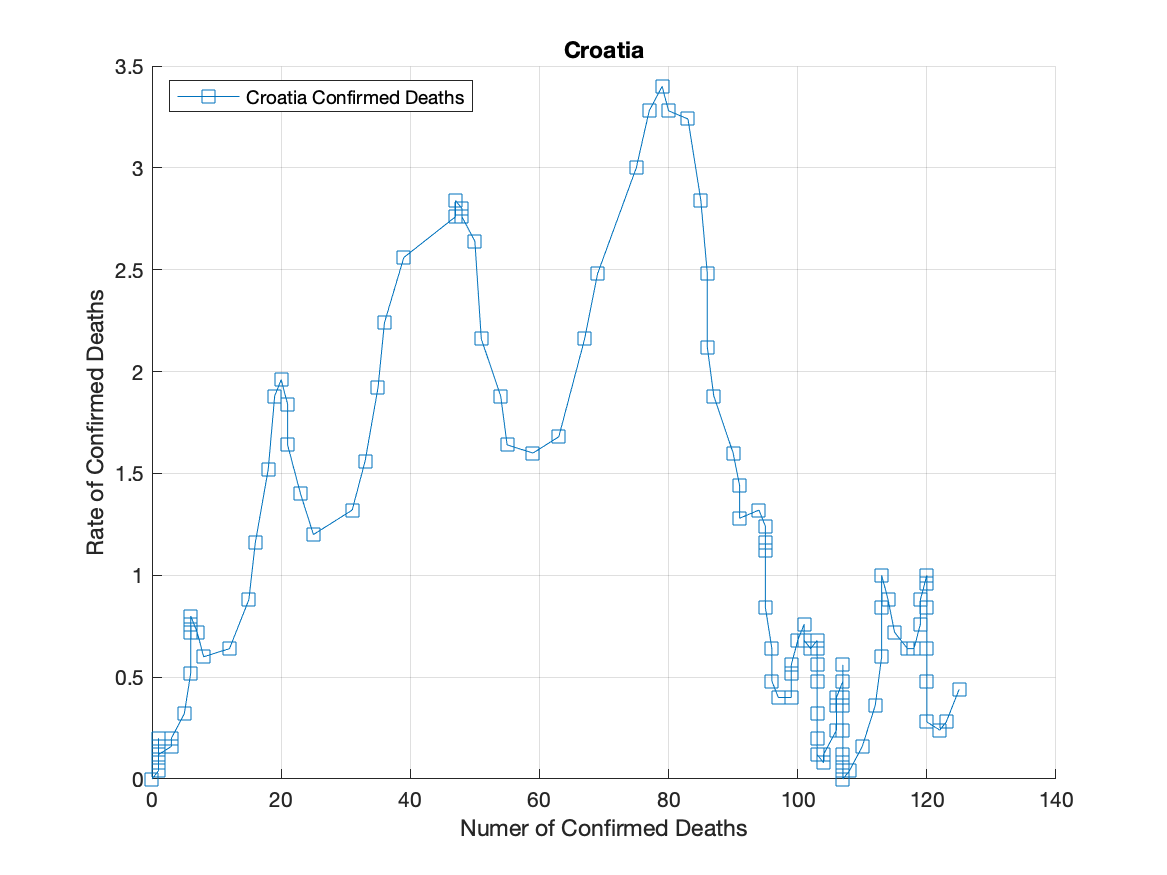 Croatia
Croatia Confirmed Deaths
Rate of Confirmed Deaths
3.5
3
2.5
2
1.5
1
0.5
0
0 20 40 60 80 100 120 140
Numer of Confirmed Deaths